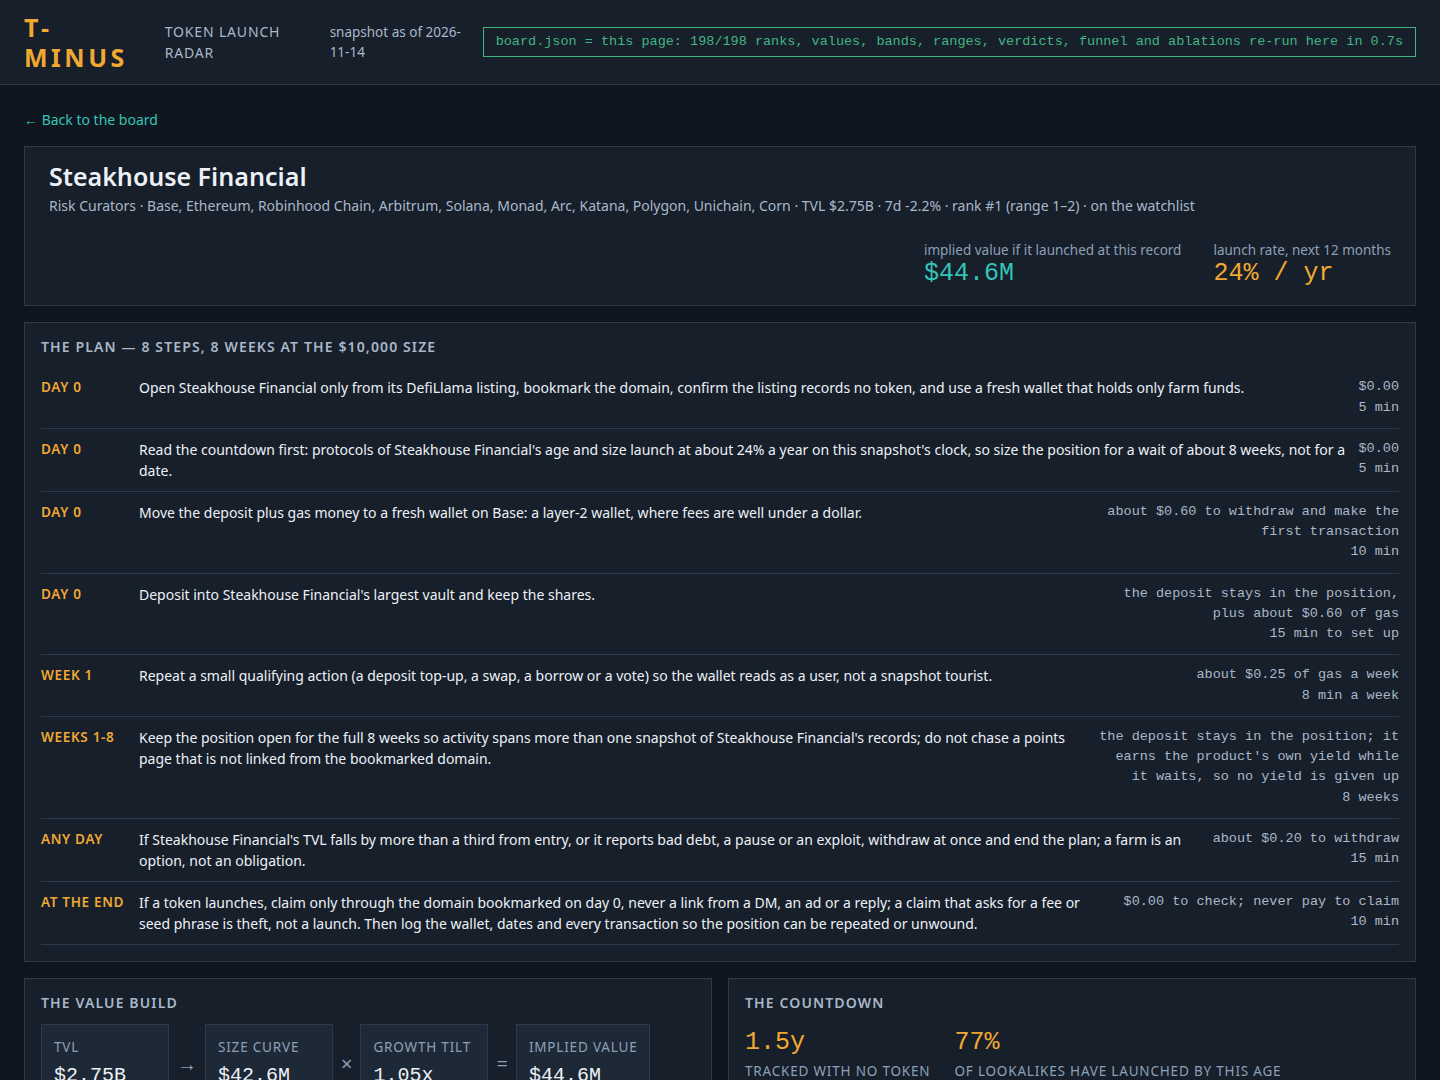 T-
MINUS
TOKEN LAUNCH
RADAR
snapshot as of 2026-
11-14
board.json = this page: 198/198 ranks, values, bands, ranges, verdicts, funnel and ablations re-run here in 0.7s
← Back to the board
Steakhouse Financial
Risk Curators · Base, Ethereum, Robinhood Chain, Arbitrum, Solana, Monad, Arc, Katana, Polygon, Unichain, Corn · TVL $2.75B · 7d -2.2% · rank #1 (range 1–2) · on the watchlist
implied value if it launched at this record
$44.6M
launch rate, next 12 months
24% / yr
THE PLAN — 8 STEPS, 8 WEEKS AT THE $10,000 SIZE
DAY 0
Open Steakhouse Financial only from its DefiLlama listing, bookmark the domain, confirm the listing records no token, and use a fresh wallet that holds only farm funds.
$0.00
5 min
DAY 0
Read the countdown first: protocols of Steakhouse Financial's age and size launch at about 24% a year on this snapshot's clock, so size the position for a wait of about 8 weeks, not for a
date.
$0.00
5 min
DAY 0
Move the deposit plus gas money to a fresh wallet on Base: a layer-2 wallet, where fees are well under a dollar.
about $0.60 to withdraw and make the
first transaction
10 min
DAY 0
Deposit into Steakhouse Financial's largest vault and keep the shares.
the deposit stays in the position,
plus about $0.60 of gas
15 min to set up
WEEK 1
Repeat a small qualifying action (a deposit top-up, a swap, a borrow or a vote) so the wallet reads as a user, not a snapshot tourist.
about $0.25 of gas a week
8 min a week
WEEKS 1-8
Keep the position open for the full 8 weeks so activity spans more than one snapshot of Steakhouse Financial's records; do not chase a points
page that is not linked from the bookmarked domain.
the deposit stays in the position; it
earns the product's own yield while
it waits, so no yield is given up
8 weeks
ANY DAY
If Steakhouse Financial's TVL falls by more than a third from entry, or it reports bad debt, a pause or an exploit, withdraw at once and end the plan; a farm is an
option, not an obligation.
about $0.20 to withdraw
15 min
AT THE END
If a token launches, claim only through the domain bookmarked on day 0, never a link from a DM, an ad or a reply; a claim that asks for a fee or
seed phrase is theft, not a launch. Then log the wallet, dates and every transaction so the position can be repeated or unwound.
$0.00 to check; never pay to claim
10 min
THE VALUE BUILD
TVL
$2.75B
→
SIZE CURVE
$42.6M
×
GROWTH TILT
1.05x
=
IMPLIED VALUE
$44.6M
THE COUNTDOWN
1.5y
TRACKED WITH NO TOKEN
77%
OF LOOKALIKES HAVE LAUNCHED BY THIS AGE